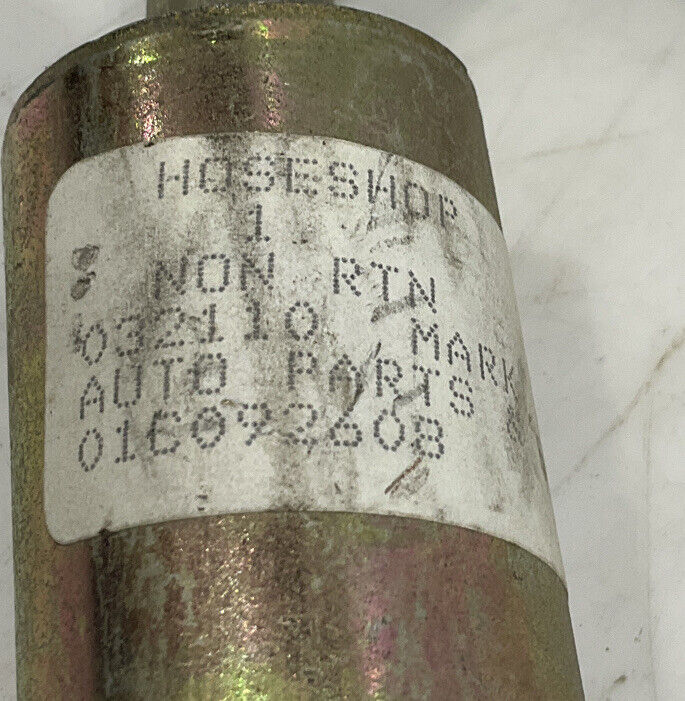 HOSESHOP
1
NON RTN
032110 MARK
AUTO PARTS
016092608